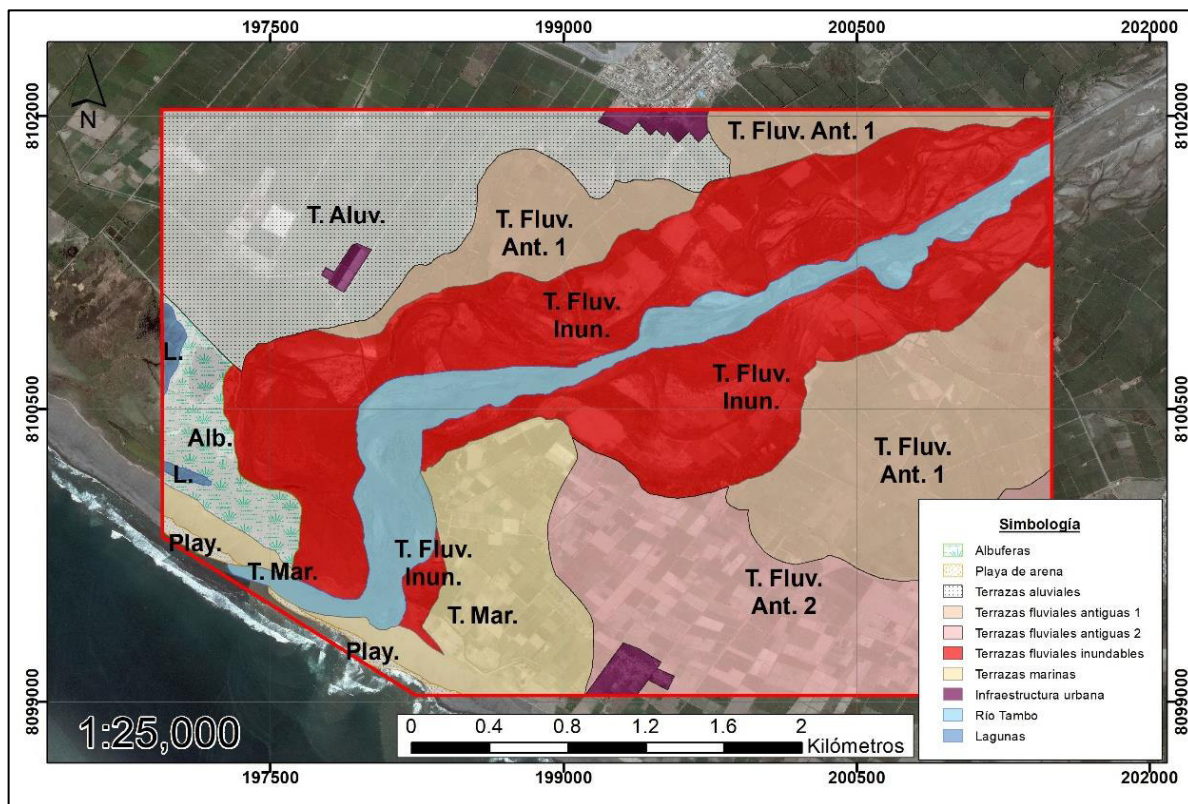 197500
199000
200500
202000
8102000
8102000
N
T. Fluv. Ant. 1
T. Aluv.
T. Fluv.
Ant. 1
T. Fluv.
Inun.
L.
8100500
8100500
T. Fluv.
Inun.
Alb.
T. Fluv.
Ant. 1
L.
Play.
T. Mar.
T. Fluv.
Inun.
T. Mar.
T. Fluv.
Ant. 2
Play.
Simbología
Albuferas
Playa de arena
Terrazas aluviales
Terrazas fluviales antiguas 1
Terrazas fluviales antiguas 2
Terrazas fluviales inundables
Terrazas marinas
Infraestructura urbana
Río Tambo
Lagunas
8099000
8099000
1:25,000
0 0.4 0.8 1.2 1.6 2
Kilómetros
197500
199000
200500
202000